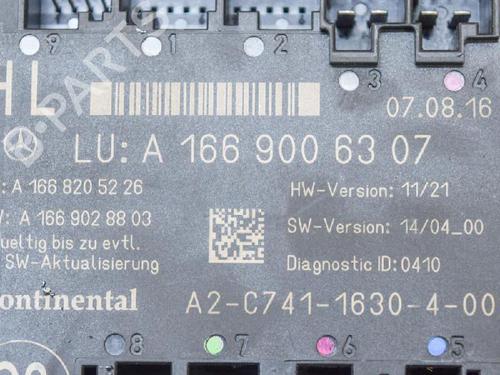 9 1 2 3 4
HL
07.08.16
LU: A 166 900 63 07
: A 166 820 52 26
HW-Version: 11/21
: A 166 902 88 03
SW-Version: 14/04_00
bis zu evtl.
SW-Aktualisierung
Diagnostic ID:0410
ontinental
A2-C741-1630-4-00
8 7 6 5